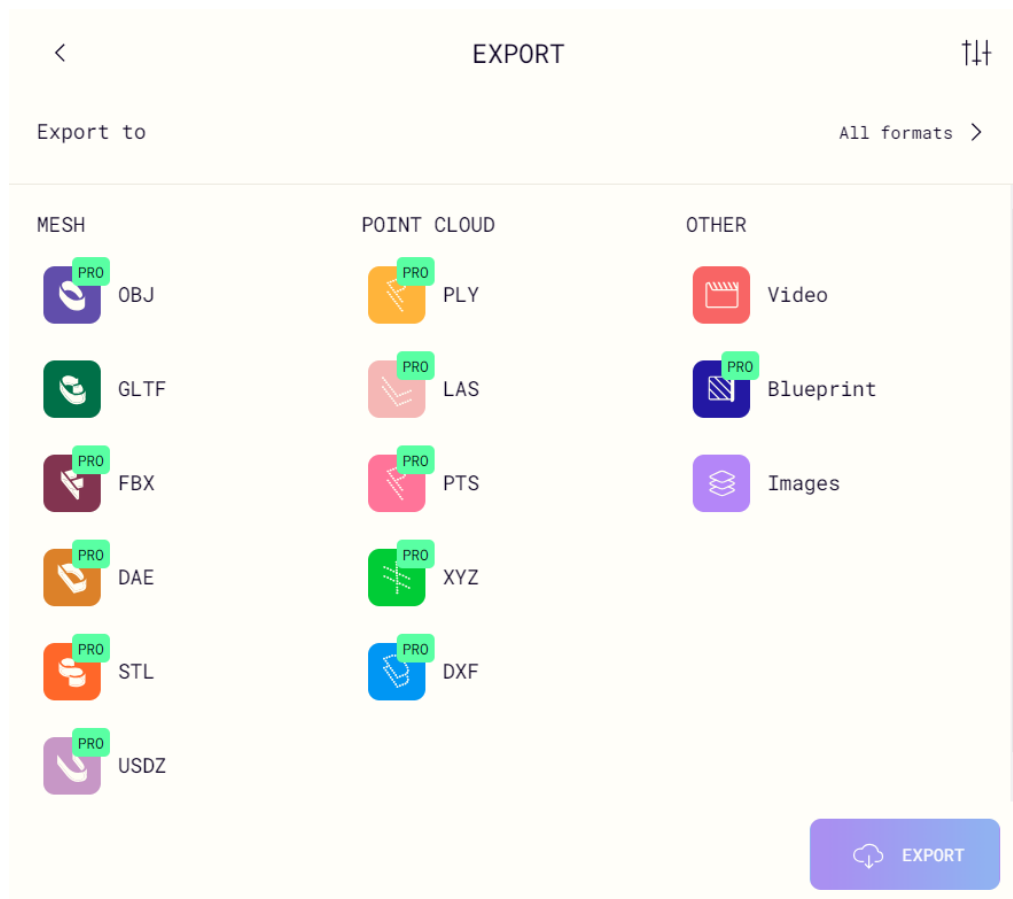 EXPORT
Export to
All formats
MESH
PRO
OBJ
GLTF
PRO
FBX
PRO
DAE
PRO
STL
PRO
USDZ
POINT CLOUD
PRO
PLY
PRO
LAS
PRO
PTS
PRO
XYZ
PRO
DXF
OTHER
Video
PRO
Blueprint
Images
EXPORT